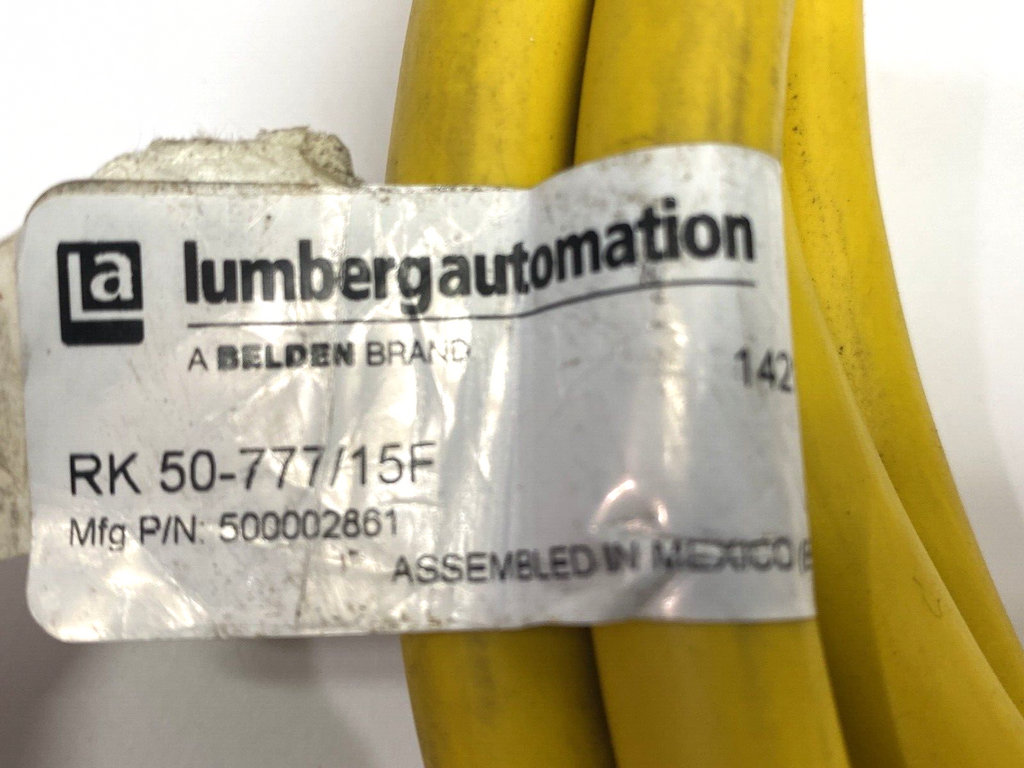 La lumbergautomation
A BELDEN BRAND
142
RK 50-777/15F
Mfg P/N: 500002861
ASSEMBLED IN MEXICO (